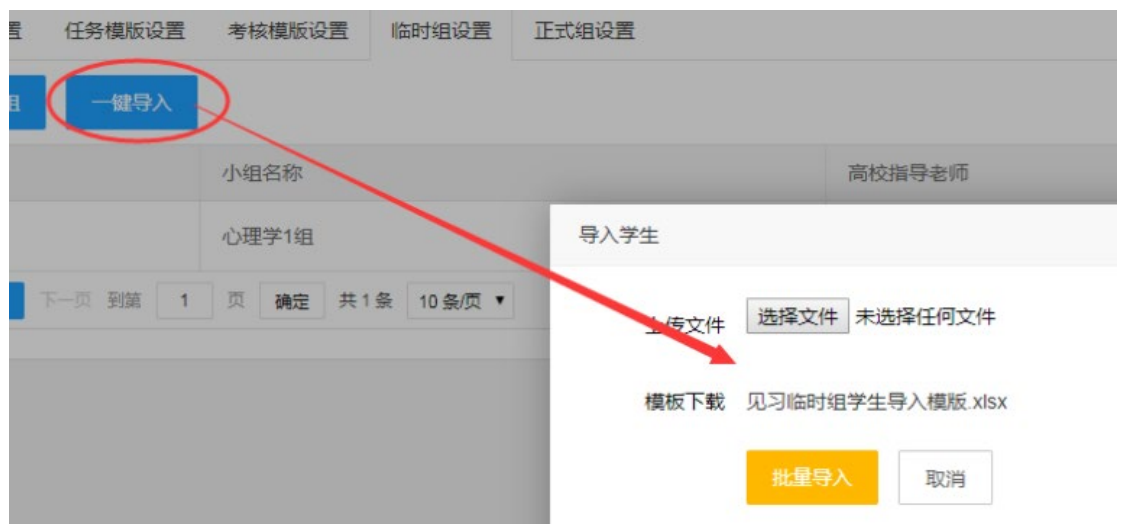 置 任务模版设置 考核模版设置 临时组设置 正式组设置
组 一键导入
小组名称 高校指导老师
心理学1组
导入学生
下一页 到第 1 页 确定 共1条 10条/页
上传文件 选择文件 未选择任何文件
模板下载 见习临时组学生导入模版.xlsx
批量导入 取消